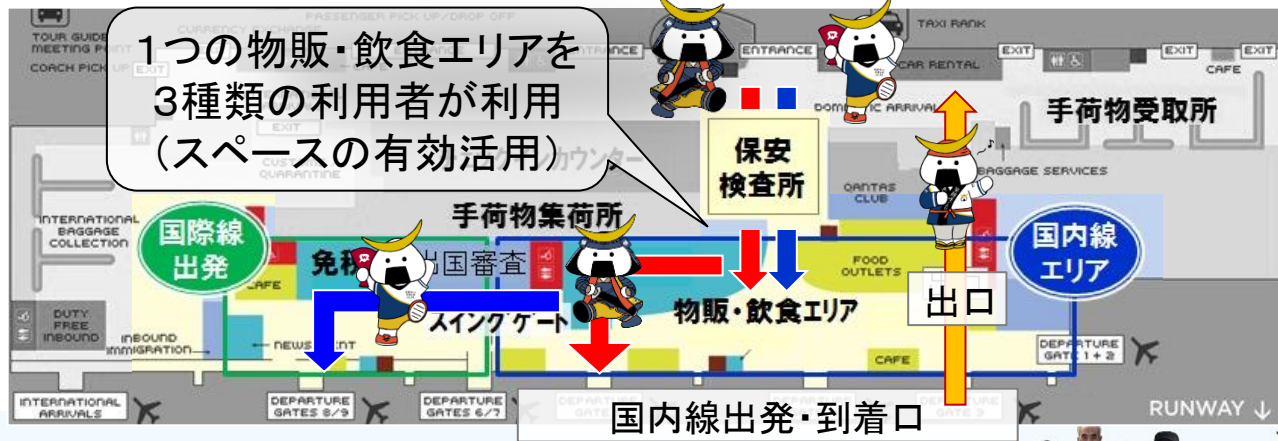 PASSENGER PICK UP/DROP OFF
TOUR GUIDE
MEETING POINT
COACH PICK UP
EXIT
1つの物販・飲食エリアを
3種類の利用者が利用
(スペースの有効活用)
ENTRANCE
ENTRANCE
TAXI RANK
EXIT
EXIT
EXIT
CAR RENTAL
CAFE
手荷物受取所
EXIT
QUARANTINE
カウンター
保安
検査所
BAGGAGE SERVICES
QANTAS
CLUB
INTERNATIONAL
BAGGAGE
COLLECTION
国際線
出発
手荷物集荷所
国内線
エリア
出国審査
CAFE
FOOD
OUTLETS
物販・飲食エリア
出口
スイングゲート
DUTY
FREE
INBOUND
INBOUND
IMMIGRATION
CAFE
DEPARTURE
GATE 1+2
INTERNATIONAL
ARRIVALS
DEPARTURE
GATES 8/9
DEPARTURE
GATES 6/7
国内線出発・到着口
RUNWAY ↓